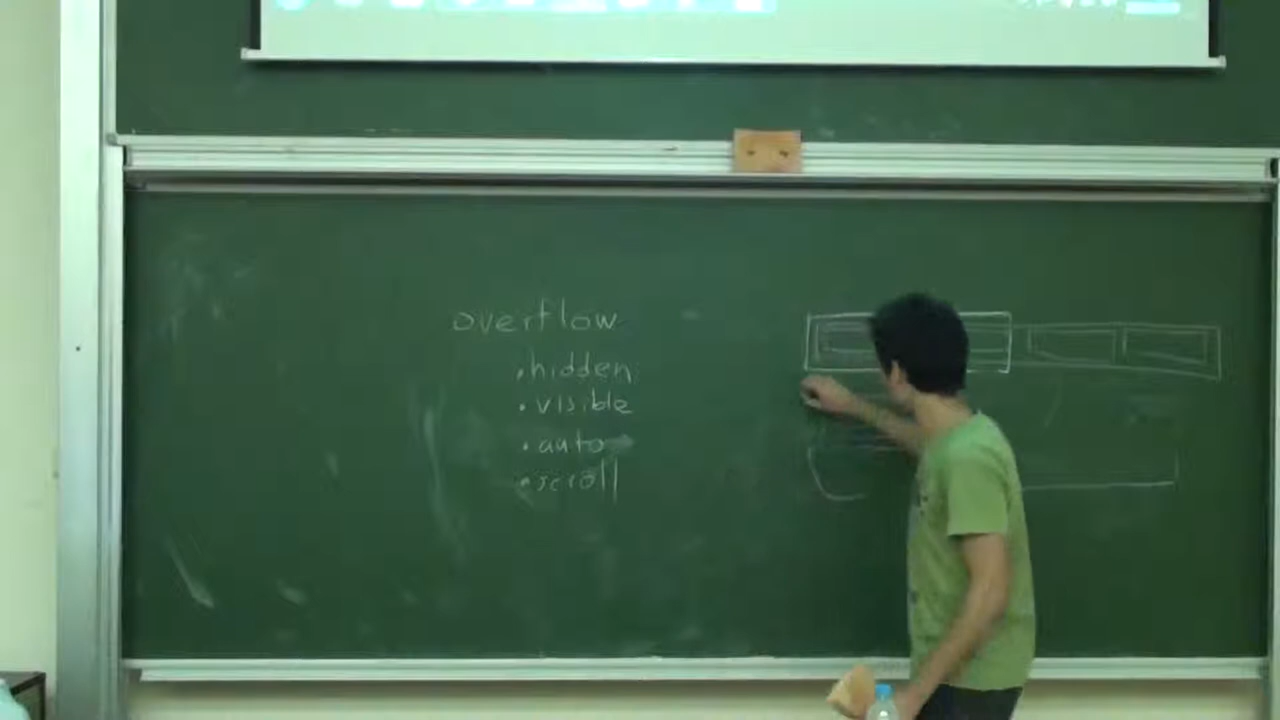 overflow
.hidden
.visible
.auto
.scroll